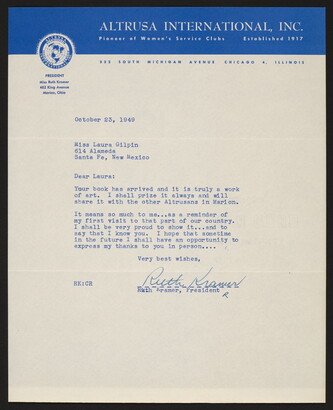 ALTRUSA INTERNATIONAL, INC.
Pioneer of Women's Service Clubs Established 1917
332 SOUTH MICHIGAN AVENUE CHICAGO 4, ILLINOIS
PRESIDENT
Miss Ruth Kramer
482 King Avenue
Marion, Ohio
October 23, 1949
Miss Laura Gilpin
614 Alameda
Santa Fe, New Mexico
Dear Laura:
Your book has arrived and it is truly a work
of art. I shall prize it always and will
share it with the other Altrusans in Marion.
It means so much to me...as a reminder of
my first visit to that part of our country.
I shall be very proud to show it...and to
say that I know you. I hope that sometime
in the future I shall have an opportunity to
express my thanks to you in person....
Very best wishes,
Ruth Kramer
RK:CR
Ruth Kramer, President
R